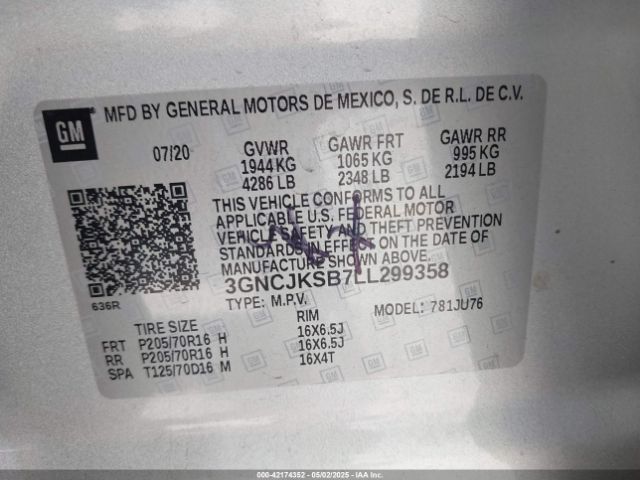 GM
MFD BY GENERAL MOTORS DE MEXICO, S. DE R.L. DE C.V.
07/20 GVWR GAWR FRT GAWR RR
1944 KG 1065 KG 995 KG
4286 LB 2348 LB 2194 LB
THIS VEHICLE CONFORMS TO ALL
APPLICABLE U.S. FEDERAL MOTOR
VEHICLE SAFETY AND THEFT PREVENTION
STANDARDS IN EFFECT ON THE DATE OF
MANUFACTURE SHOWN ABOVE.
3GNCJKSB7LL299358
636R
TYPE: M.P.V. MODEL: 781JU76
TIRE SIZE RIM
FRT P205/70R16 H 16X6.5J
RR P205/70R16 H 16X6.5J
SPA T125/70D16 M 16X4T
000-42174352 - 05/02/2025 - IAAI.COM